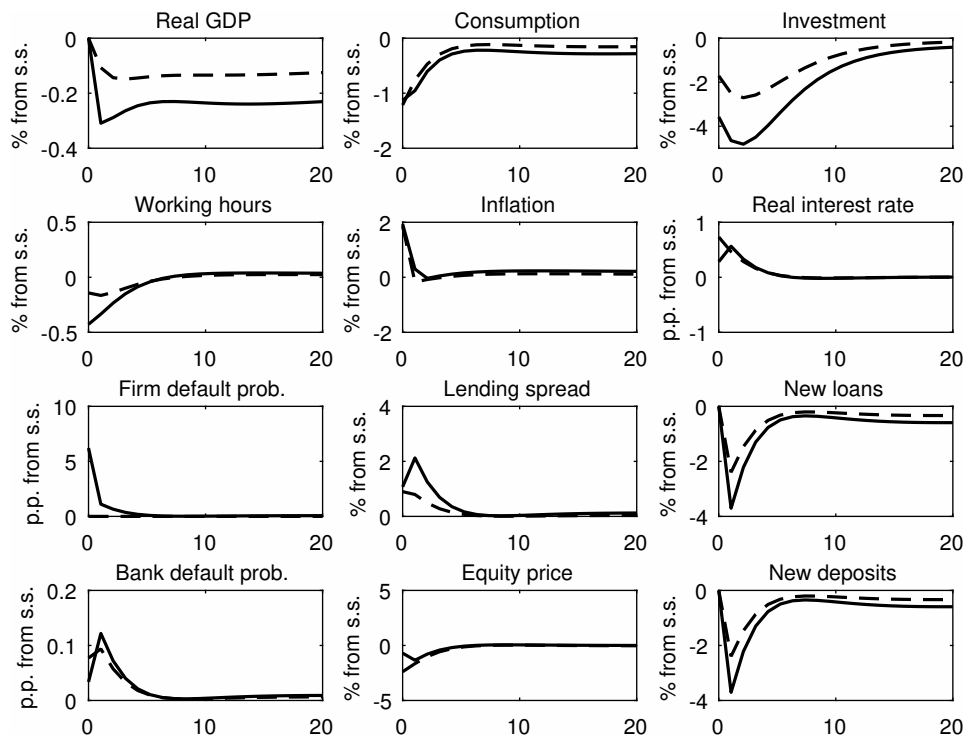 Real GDP
% from s.s.
0
-0.2
-0.4
0 10 20
Consumption
% from s.s.
0
-1
-2
0 10 20
Investment
% from s.s.
0
-2
-4
0 10 20
Working hours
% from s.s.
0.5
0
-0.5
0 10 20
Inflation
% from s.s.
2
0
-2
0 10 20
Real interest rate
p.p. from s.s.
1
0
-1
0 10 20
Firm default prob.
p.p. from s.s.
10
5
0
0 10 20
Lending spread
% from s.s.
4
2
0
0 10 20
New loans
% from s.s.
0
-2
-4
0 10 20
Bank default prob.
p.p. from s.s.
0.2
0.1
0
0 10 20
Equity price
% from s.s.
5
0
-5
0 10 20
New deposits
% from s.s.
0
-2
-4
0 10 20